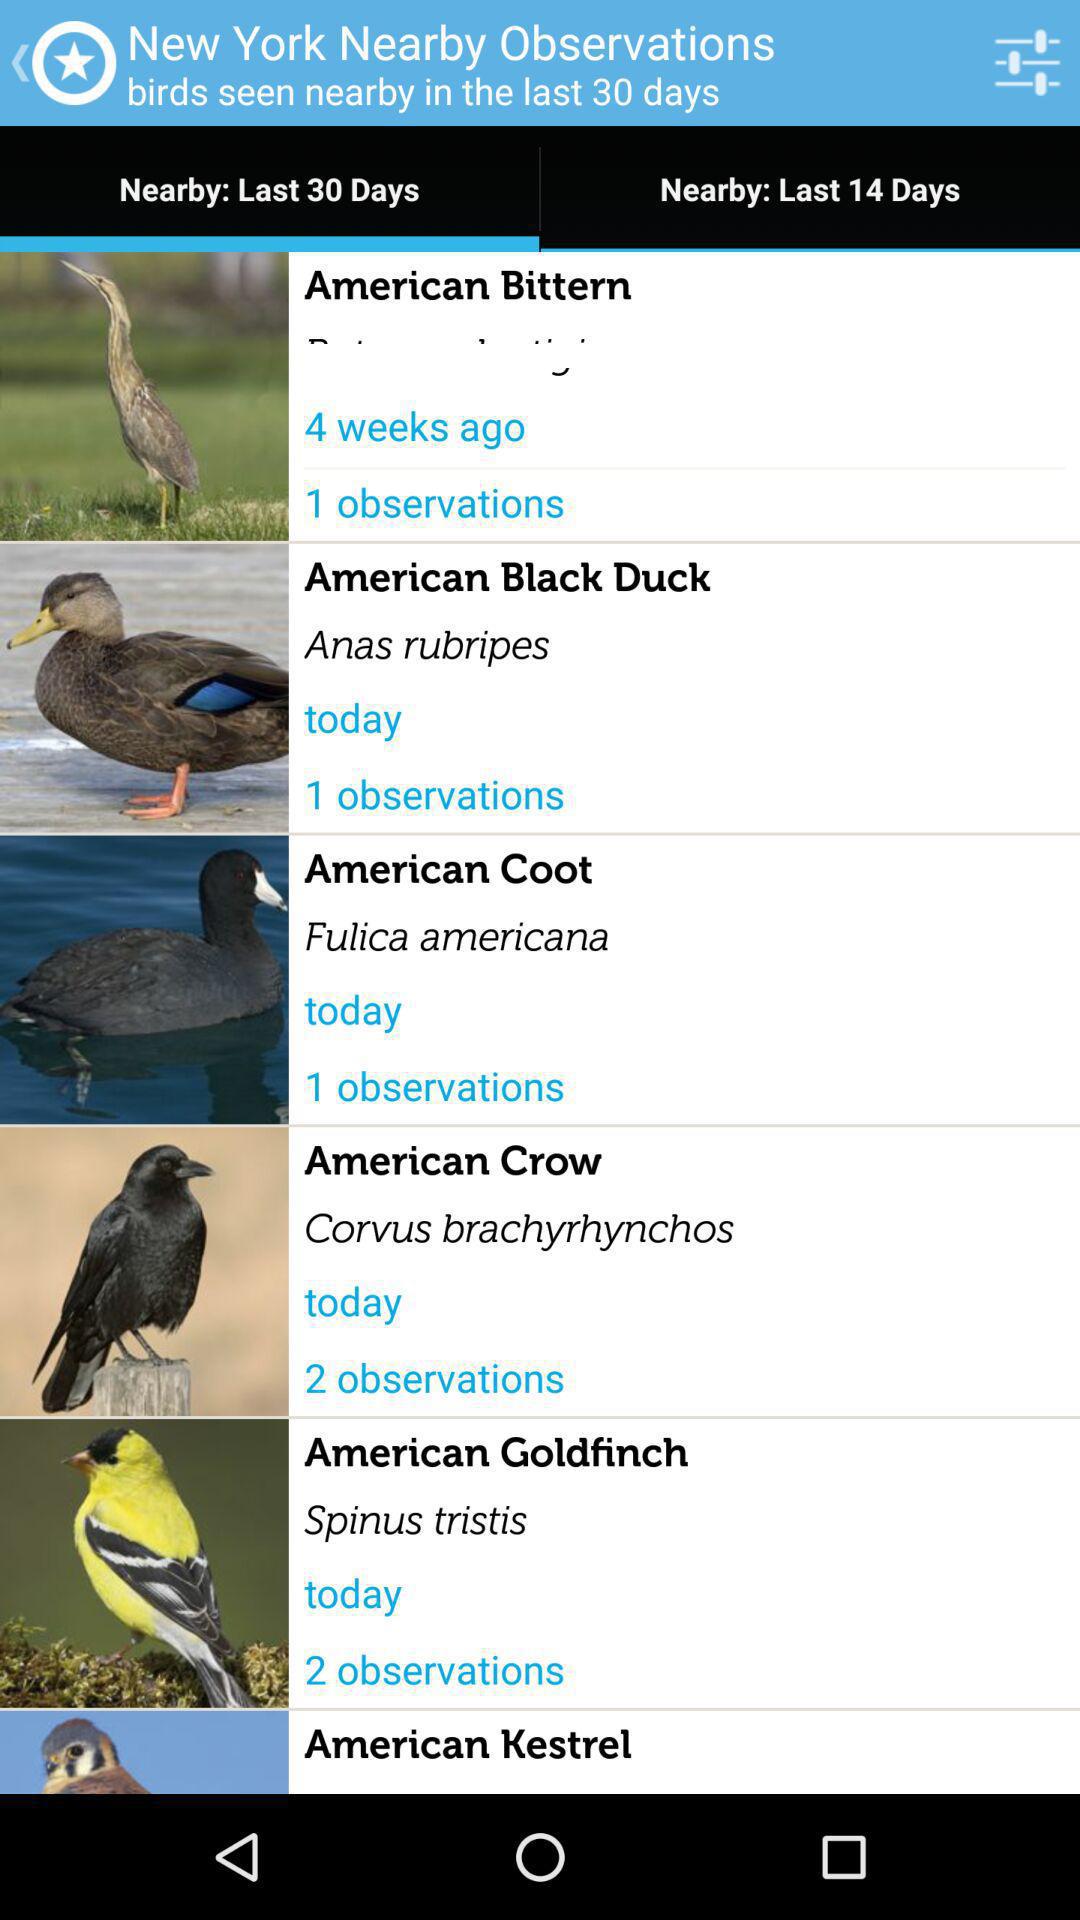 New York Nearby Observations
birds seen nearby in the last 30 days
Nearby: Last 30 Days
Nearby: Last 14 Days
American Bittern
4 weeks ago
1 observations
American Black Duck
Anas rubripes
today
1 observations
American Coot
Fulica americana
today
1 observations
American Crow
Corvus brachyrhynchos
today
2 observations
American Goldfinch
Spinus tristis
today
2 observations
American Kestrel